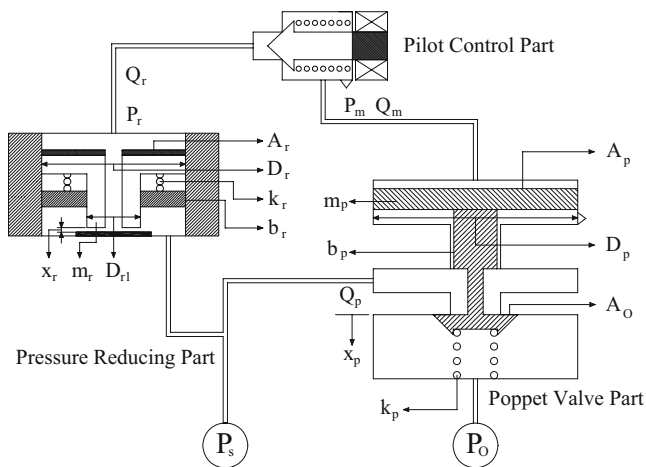 Pilot Control Part
Q_r
P_r
P_m Q_m
A_r
D_r
k_r
b_r
x_r m_r D_r1
A_p
m_p
b_p
D_p
Q_p
A_O
x_p
Pressure Reducing Part
k_p
Poppet Valve Part
P_s
P_O